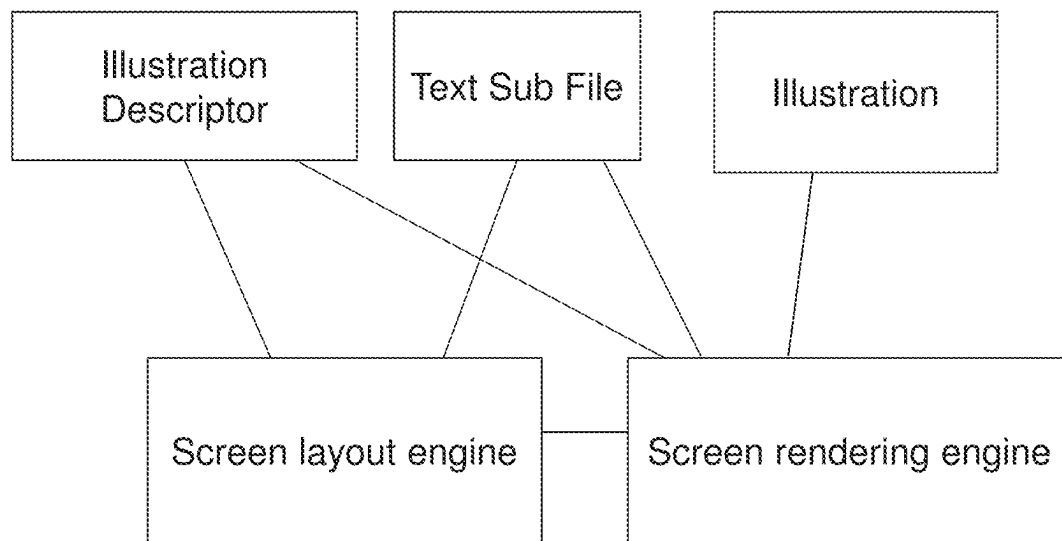 Illustration
Descriptor
Text Sub File
Illustration
Screen layout engine
Screen rendering engine